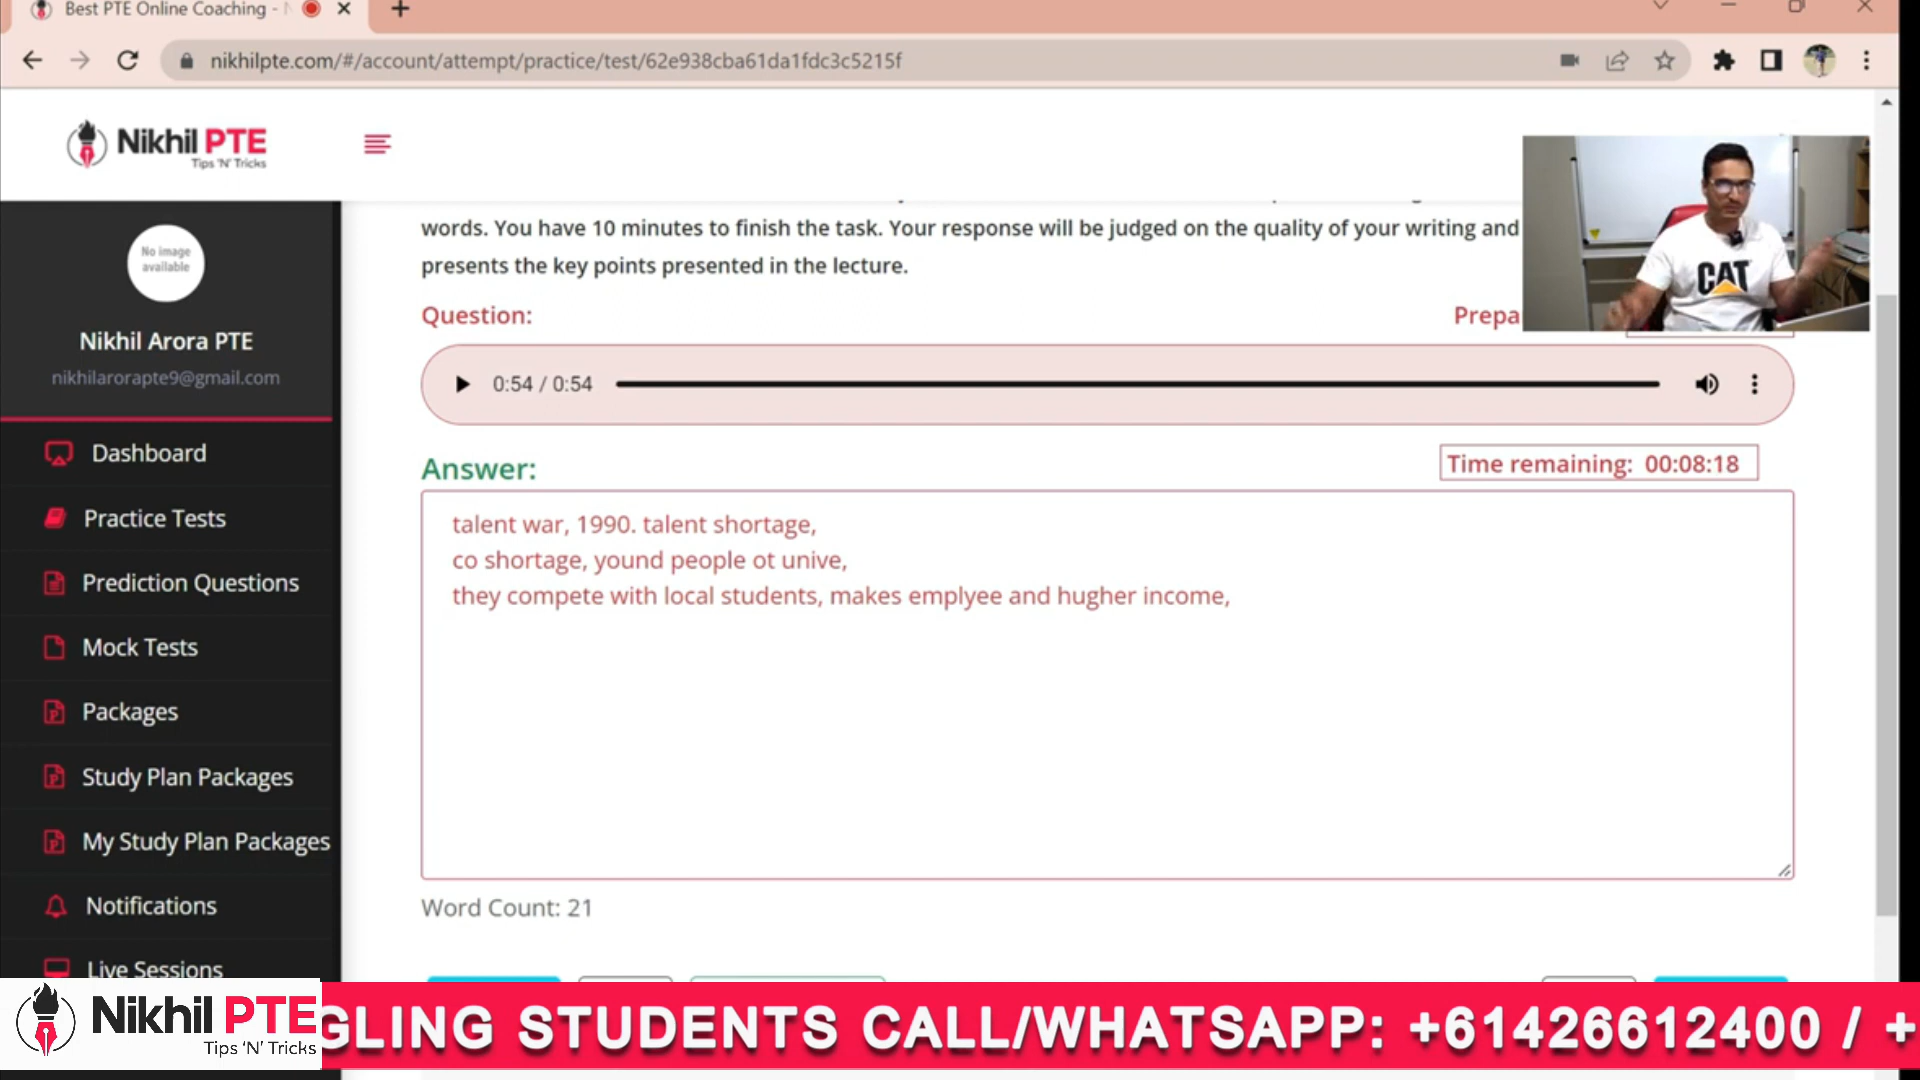 Best PTE Online Coaching - N
nikhilpte.com/#/account/attempt/practice/test/62e938cba61da1fdc3c5215f
Nikhil PTE
Tips 'N' Tricks
No image
available
Nikhil Arora PTE
nikhilarorapte9@gmail.com
Dashboard
Practice Tests
Prediction Questions
Mock Tests
Packages
Study Plan Packages
My Study Plan Packages
Notifications
Live Sessions
words. You have 10 minutes to finish the task. Your response will be judged on the quality of your writing and
presents the key points presented in the lecture.
Question:
Prepa
CAT
0:54 / 0:54
Answer:
Time remaining: 00:08:18
talent war, 1990. talent shortage,
co shortage, yound people ot unive,
they compete with local students, makes emplyee and hugher income,
Word Count: 21
Nikhil PTE
Tips 'N' Tricks
GLING STUDENTS CALL/WHATSAPP: +61426612400 / +